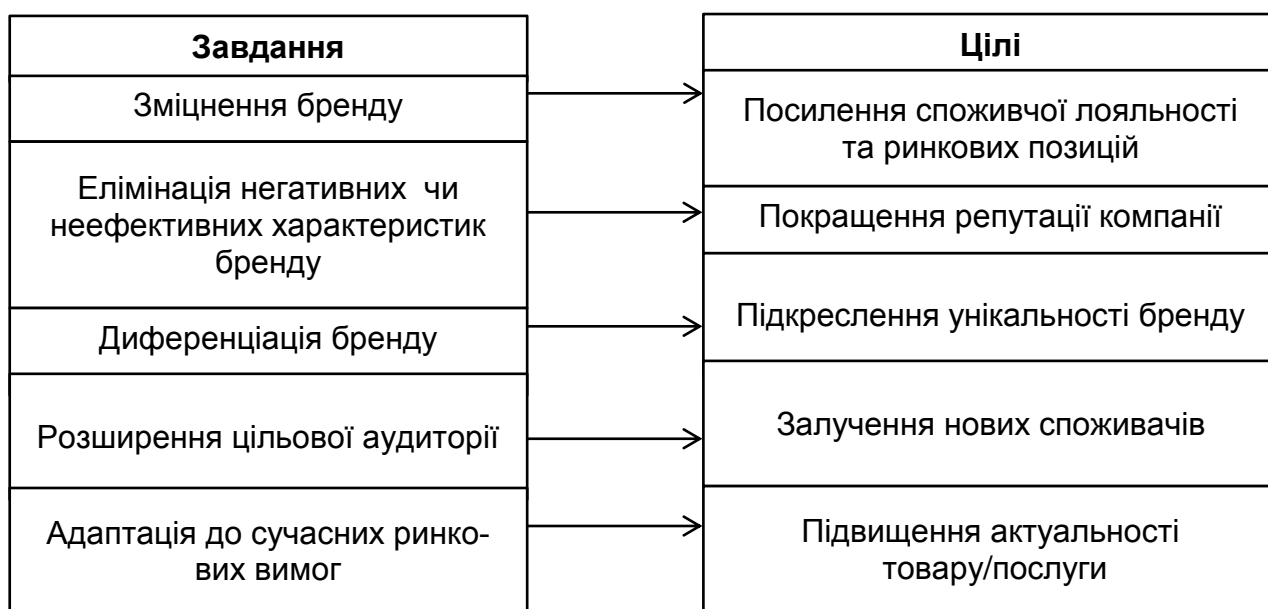 Завдання
Зміцнення бренду
Елімінація негативних чи
неефективних характеристик
бренду
Диференціація бренду
Розширення цільової аудиторії
Адаптація до сучасних ринко-
вих вимог
Цілі
Посилення споживчої лояльності
та ринкових позицій
Покращення репутації компанії
Підкреслення унікальності бренду
Залучення нових споживачів
Підвищення актуальності
товару/послуги